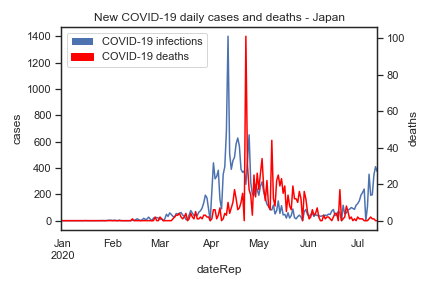 New COVID-19 daily cases and deaths - Japan
COVID-19 infections
COVID-19 deaths
cases
1400
1200
1000
800
600
400
200
0
deaths
100
80
60
40
20
0
Jan Feb Mar Apr May Jun Jul
2020
dateRep